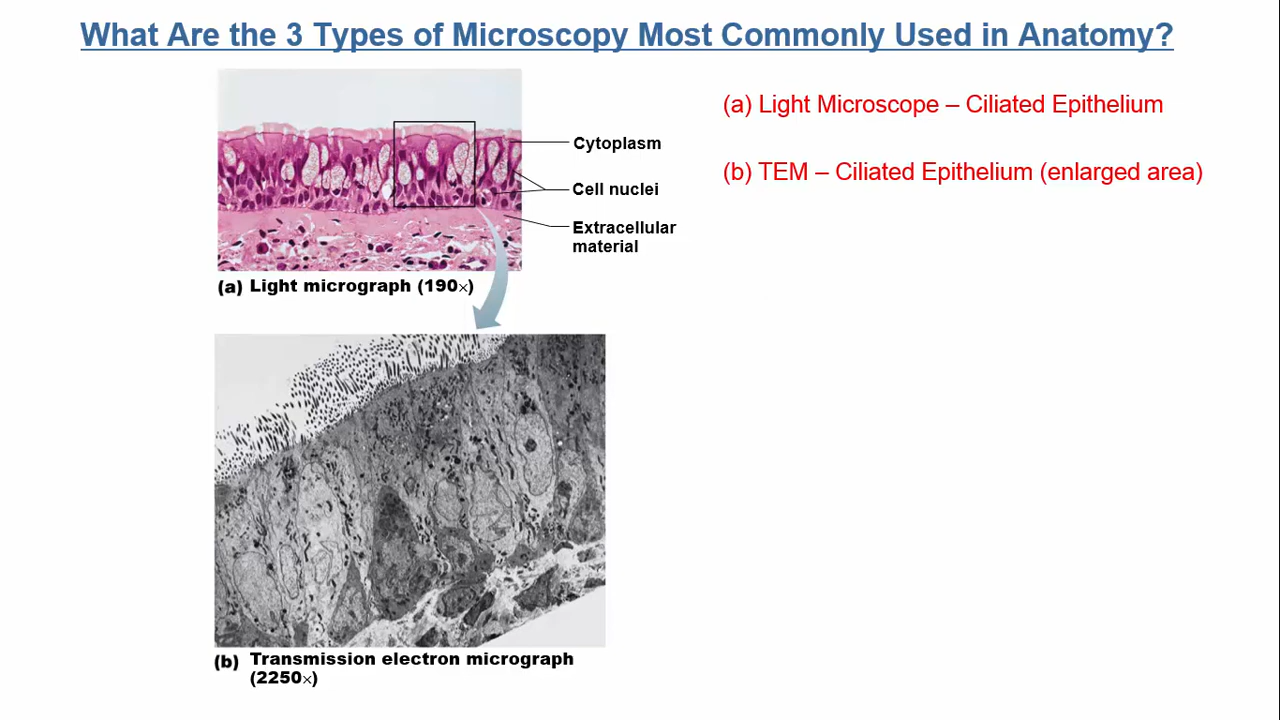 What Are the 3 Types of Microscopy Most Commonly Used in Anatomy?
(a) Light Microscope – Ciliated Epithelium
(b) TEM – Ciliated Epithelium (enlarged area)
Cytoplasm
Cell nuclei
Extracellular
material
(a) Light micrograph (190×)
(b) Transmission electron micrograph
(2250×)